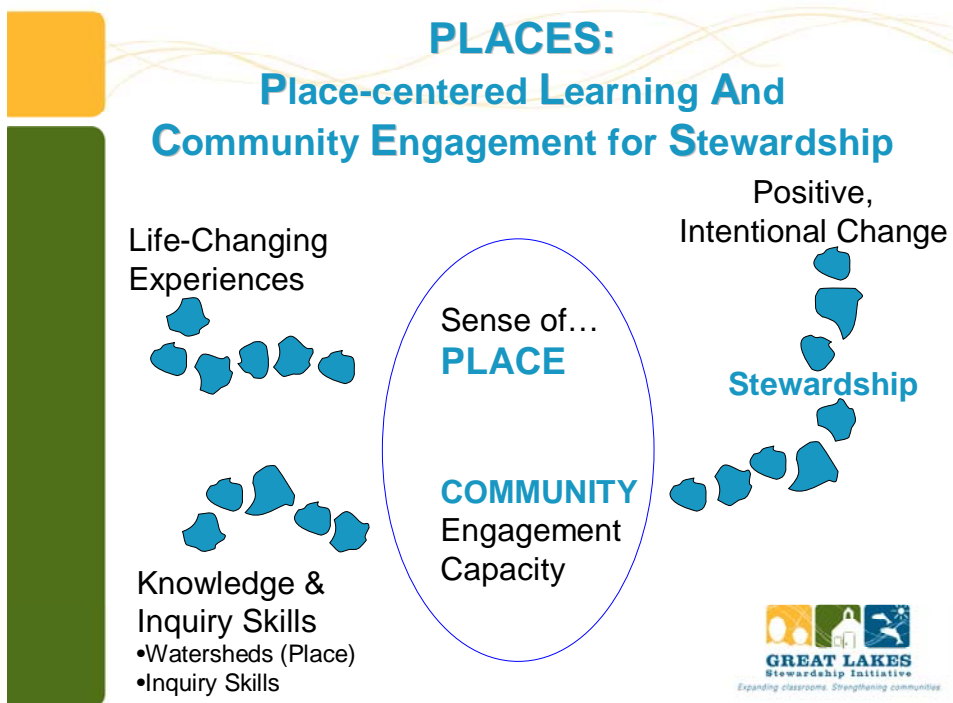 PLACES:
Place-centered Learning And
Community Engagement for Stewardship
Positive,
Intentional Change
Life-Changing
Experiences
Sense of…
PLACE
Stewardship
COMMUNITY
Engagement
Capacity
Knowledge &
Inquiry Skills
•Watersheds (Place)
•Inquiry Skills
GREAT LAKES
Stewardship Initiative
Expanding classrooms. Strengthening communities.